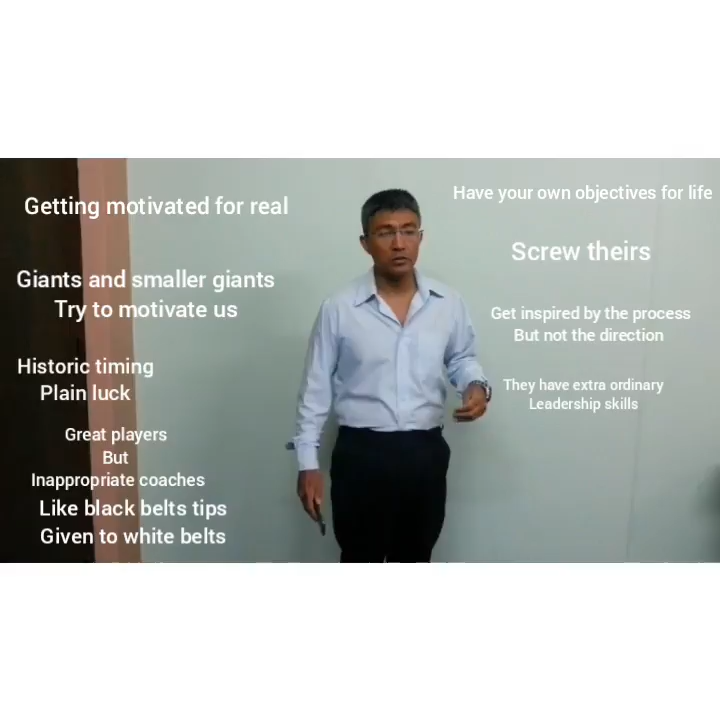 Getting motivated for real
Giants and smaller giants
Try to motivate us
Historic timing
Plain luck
Great players
But
Inappropriate coaches
Like black belts tips
Given to white belts
Have your own objectives for life
Screw theirs
Get inspired by the process
But not the direction
They have extra ordinary
Leadership skills